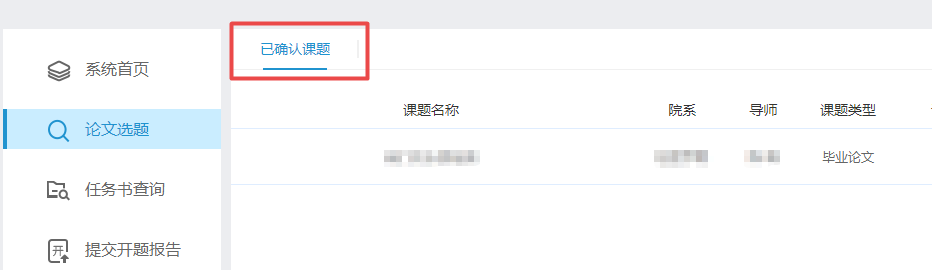 已确认课题
系统首页
论文选题
任务书查询
提交开题报告
课题名称 院系 导师 课题类型
毕业论文